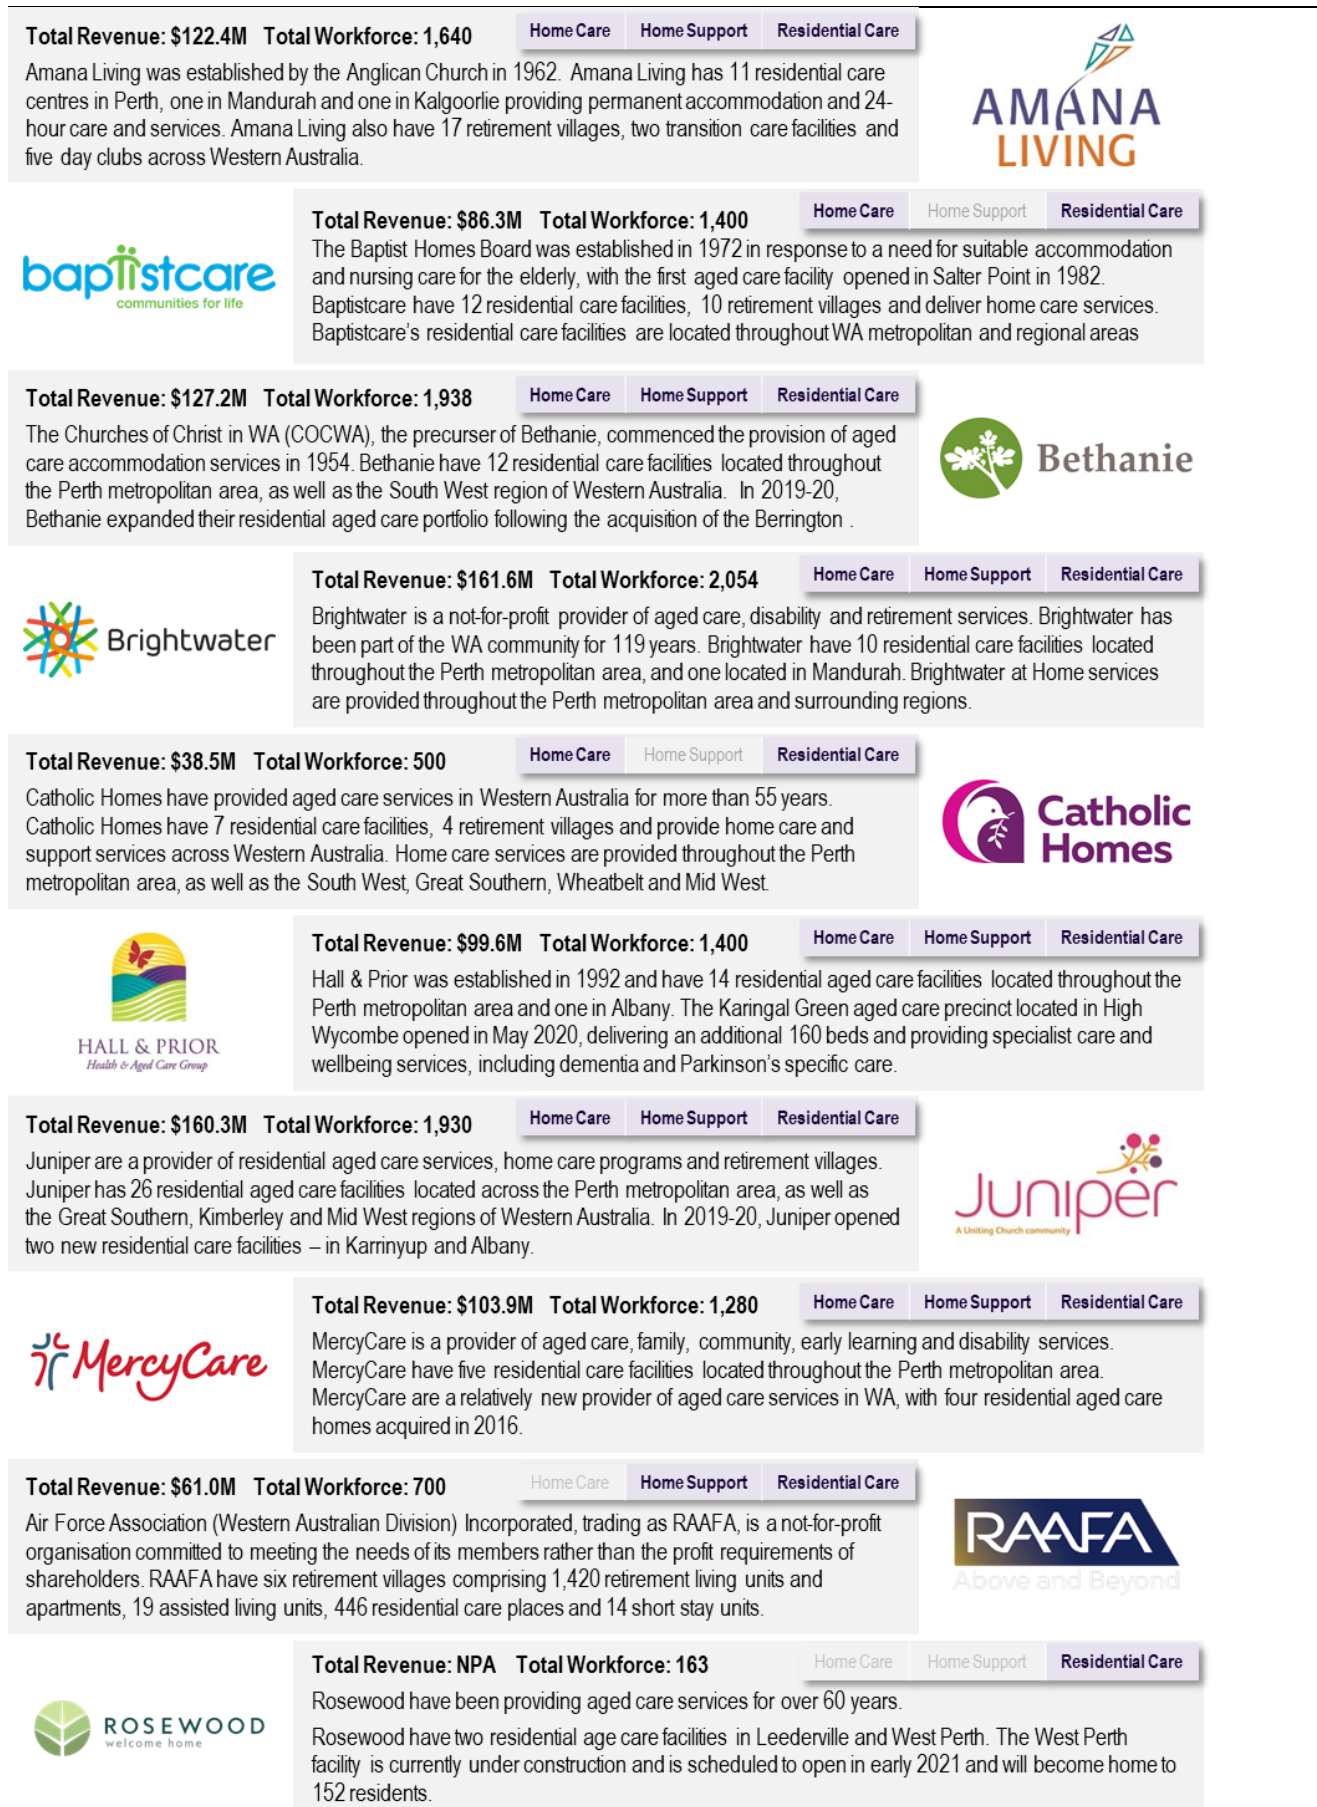 Total Revenue: $122.4M Total Workforce: 1,640
Home Care Home Support Residential Care
Amana Living was established by the Anglican Church in 1962. Amana Living has 11 residential care
centres in Perth, one in Mandurah and one in Kalgoorlie providing permanent accommodation and 24-
hour care and services. Amana Living also have 17 retirement villages, two transition care facilities and
five day clubs across Western Australia.
AMANA
LIVING
baptistcare
communities for life
Total Revenue: $86.3M Total Workforce: 1,400
Home Care Home Support Residential Care
The Baptist Homes Board was established in 1972 in response to a need for suitable accommodation
and nursing care for the elderly, with the first aged care facility opened in Salter Point in 1982.
Baptistcare have 12 residential care facilities, 10 retirement villages and deliver home care services.
Baptistcare's residential care facilities are located throughout WA metropolitan and regional areas
Total Revenue: $127.2M Total Workforce: 1,938
Home Care Home Support Residential Care
The Churches of Christ in WA (COCWA), the precurser of Bethanie, commenced the provision of aged
care accommodation services in 1954. Bethanie have 12 residential care facilities located throughout
the Perth metropolitan area, as well as the South West region of Western Australia. In 2019-20,
Bethanie expanded their residential aged care portfolio following the acquisition of the Berrington .
Bethanie
Brightwater
Total Revenue: $161.6M Total Workforce: 2,054
Home Care Home Support Residential Care
Brightwater is a not-for-profit provider of aged care, disability and retirement services. Brightwater has
been part of the WA community for 119 years. Brightwater have 10 residential care facilities located
throughout the Perth metropolitan area, and one located in Mandurah. Brightwater at Home services
are provided throughout the Perth metropolitan area and surrounding regions.
Total Revenue: $38.5M Total Workforce: 500
Home Care Home Support Residential Care
Catholic Homes have provided aged care services in Western Australia for more than 55 years.
Catholic Homes have 7 residential care facilities, 4 retirement villages and provide home care and
support services across Western Australia. Home care services are provided throughout the Perth
metropolitan area, as well as the South West, Great Southern, Wheatbelt and Mid West.
Catholic
Homes
HALL & PRIOR
Health & Aged Care Group
Total Revenue: $99.6M Total Workforce: 1,400
Home Care Home Support Residential Care
Hall & Prior was established in 1992 and have 14 residential aged care facilities located throughout the
Perth metropolitan area and one in Albany. The Karingal Green aged care precinct located in High
Wycombe opened in May 2020, delivering an additional 160 beds and providing specialist care and
wellbeing services, including dementia and Parkinson's specific care.
Total Revenue: $160.3M Total Workforce: 1,930
Home Care Home Support Residential Care
Juniper are a provider of residential aged care services, home care programs and retirement villages.
Juniper has 26 residential aged care facilities located across the Perth metropolitan area, as well as
the Great Southern, Kimberley and Mid West regions of Western Australia. In 2019-20, Juniper opened
two new residential care facilities – in Karrinyup and Albany.
Juniper
A Uniting Church community
MercyCare
Total Revenue: $103.9M Total Workforce: 1,280
Home Care Home Support Residential Care
MercyCare is a provider of aged care, family, community, early learning and disability services.
MercyCare have five residential care facilities located throughout the Perth metropolitan area.
MercyCare are a relatively new provider of aged care services in WA, with four residential aged care
homes acquired in 2016.
Total Revenue: $61.0M Total Workforce: 700
Home Care Home Support Residential Care
Air Force Association (Western Australian Division) Incorporated, trading as RAAFA, is a not-for-profit
organisation committed to meeting the needs of its members rather than the profit requirements of
shareholders. RAAFA have six retirement villages comprising 1,420 retirement living units and
apartments, 19 assisted living units, 446 residential care places and 14 short stay units.
RAAFA
Above and Beyond
ROSEWOOD
welcome home
Total Revenue: NPA Total Workforce: 163
Home Care Home Support Residential Care
Rosewood have been providing aged care services for over 60 years.
Rosewood have two residential age care facilities in Leederville and West Perth. The West Perth
facility is currently under construction and is scheduled to open in early 2021 and will become home to
152 residents.